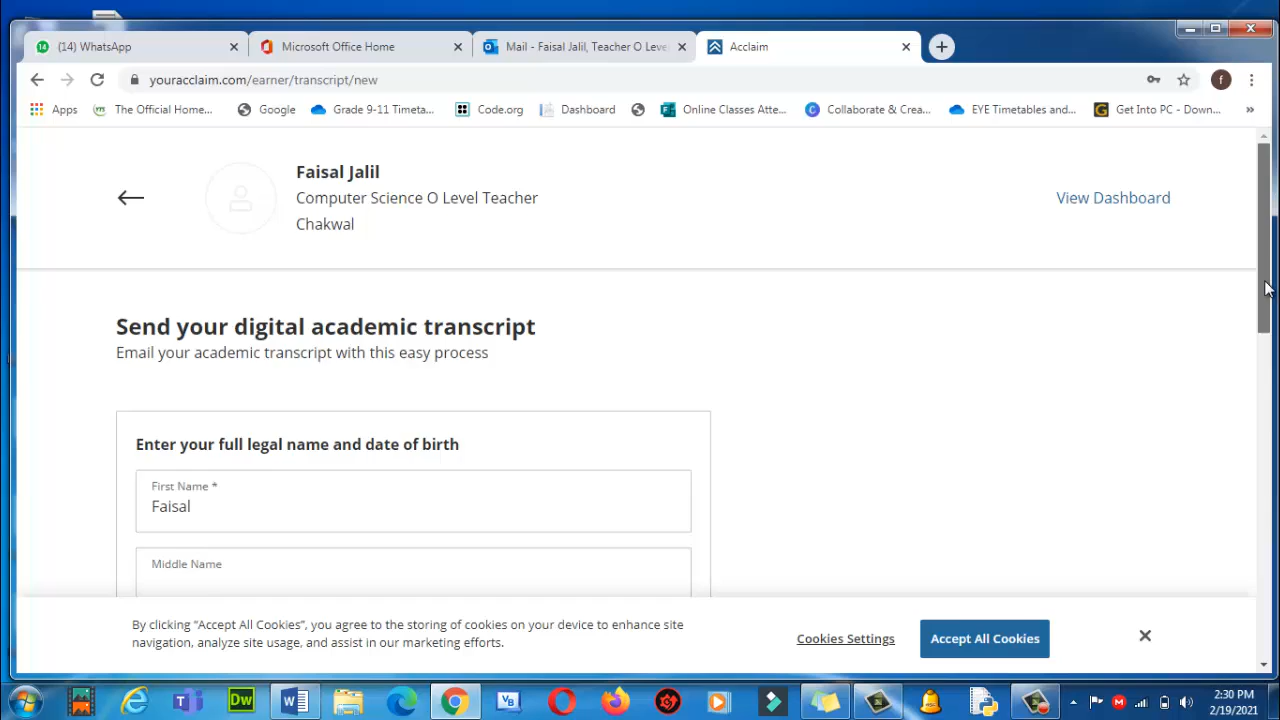 (14) WhatsApp
Microsoft Office Home
Mail - Faisal Jalil, Teacher O Leve
Acclaim
youracclaim.com/earner/transcript/new
f
Apps
The Official Home...
Google
Grade 9-11 Timeta...
Code.org
Dashboard
Online Classes Atte...
Collaborate & Crea...
EYE Timetables and...
Get Into PC - Down...
»
Faisal Jalil
Computer Science O Level Teacher
Chakwal
View Dashboard
Send your digital academic transcript
Email your academic transcript with this easy process
Enter your full legal name and date of birth
First Name *
Faisal
Middle Name
By clicking “Accept All Cookies”, you agree to the storing of cookies on your device to enhance site
navigation, analyze site usage, and assist in our marketing efforts.
Cookies Settings
Accept All Cookies
Dw
2:30 PM
2/19/2021